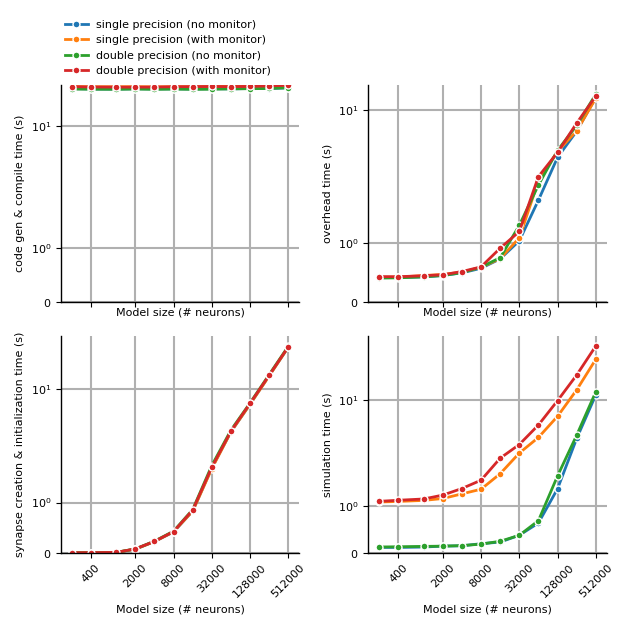 single precision (no monitor)
single precision (with monitor)
double precision (no monitor)
double precision (with monitor)
code gen & compile time (s)
10¹
10⁰
0
Model size (# neurons)
overhead time (s)
10¹
10⁰
0
Model size (# neurons)
synapse creation & initialization time (s)
10¹
10⁰
0
400 2000 8000 32000 128000 512000
Model size (# neurons)
simulation time (s)
10¹
10⁰
0
400 2000 8000 32000 128000 512000
Model size (# neurons)